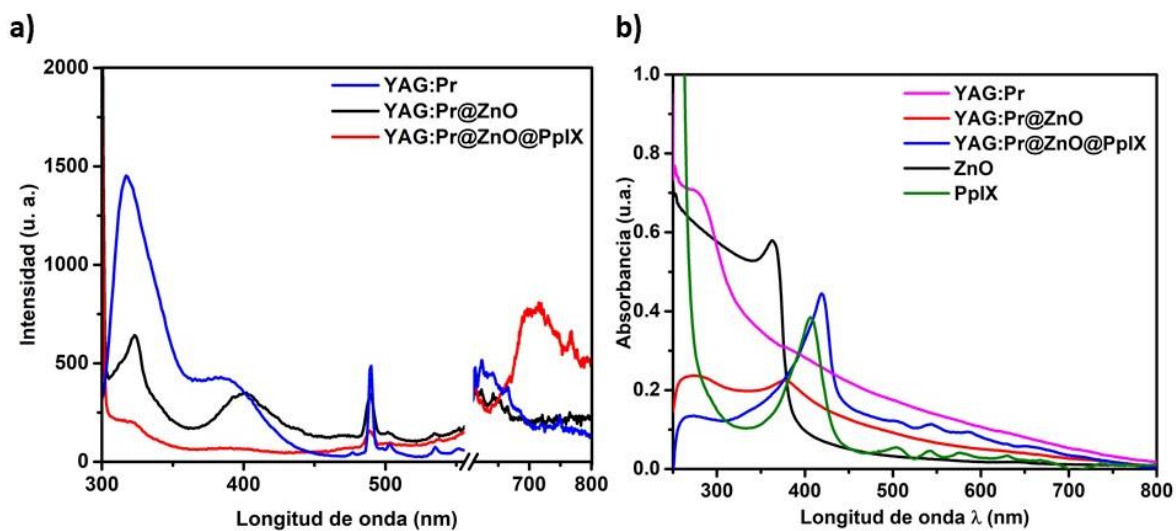 a)
2000
1500
1000
500
0
Intensidad (u. a.)
YAG:Pr
YAG:Pr@ZnO
YAG:Pr@ZnO@PpIX
300 400 500 700 800
Longitud de onda (nm)
b)
1.0
0.8
0.6
0.4
0.2
0.0
Absorbancia (u.a.)
YAG:Pr
YAG:Pr@ZnO
YAG:Pr@ZnO@PpIX
ZnO
PpIX
300 400 500 600 700 800
Longitud de onda λ (nm)